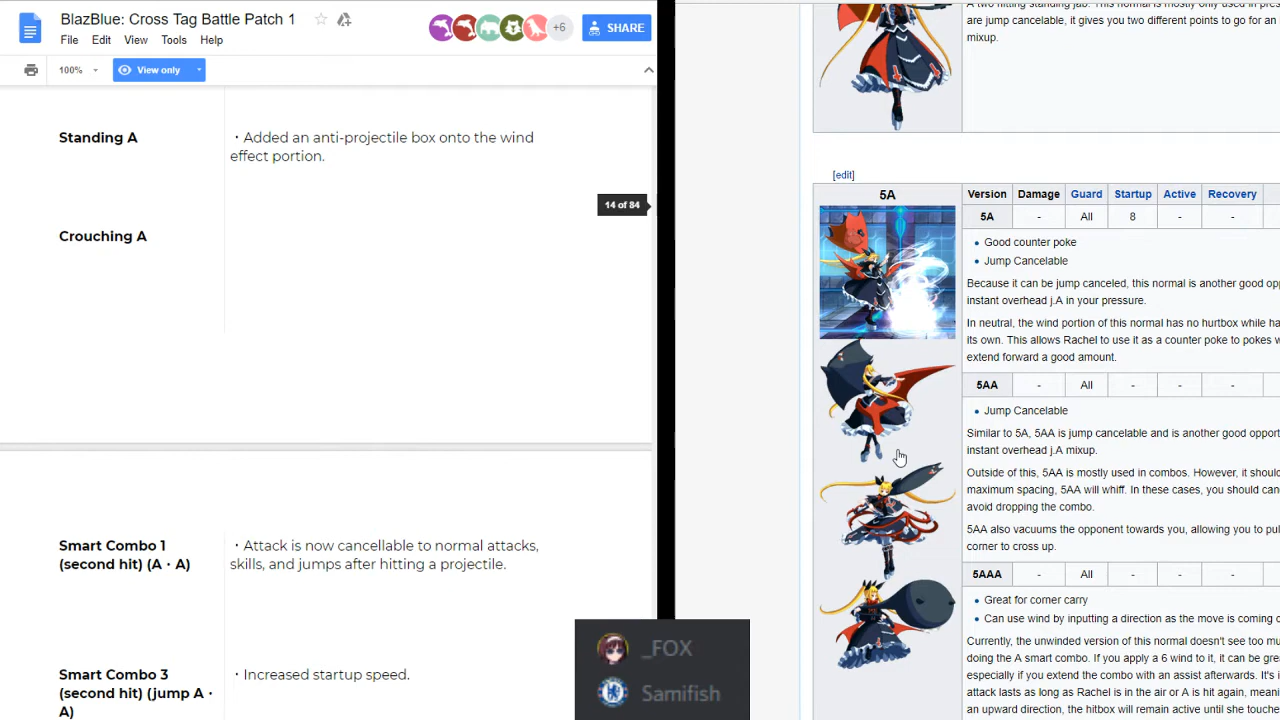 BlazBlue: Cross Tag Battle Patch 1
File Edit View Tools Help
+6
SHARE
100%
View only
Standing A
・Added an anti-projectile box onto the wind
effect portion.
14 of 84
Crouching A
Smart Combo 1
(second hit) (A・A)
・Attack is now cancellable to normal attacks,
skills, and jumps after hitting a projectile.
Smart Combo 3
(second hit) (jump A・
A)
・Increased startup speed.
_FOX
Samifish
mixup.
[edit]
5A
Version Damage Guard Startup Active Recovery
5A - All 8 - -
Good counter poke
Jump Cancelable
Because it can be jump canceled, this normal is another good
instant overhead j.A in your pressure.
In neutral, the wind portion of this normal has no hurtbox while
its own. This allows Rachel to use it as a counter poke to pokes
extend forward a good amount.
5AA - All - - -
Jump Cancelable
Similar to 5A, 5AA is jump cancelable and is another good
instant overhead j.A mixup.
Outside of this, 5AA is mostly used in combos. However, it
maximum spacing, 5AA will whiff. In these cases, you should
avoid dropping the combo.
5AA also vacuums the opponent towards you, allowing you to
corner to cross up.
5AAA - All - - -
Great for corner carry
Can use wind by inputting a direction as the move is coming
Currently, the unwinded version of this normal doesn't see too
doing the A smart combo. If you apply a 6 wind to it, it can be
especially if you extend the combo with an assist afterwards.
attack lasts as long as Rachel is in the air or A is hit again,
an upward direction, the hitbox will remain active until she